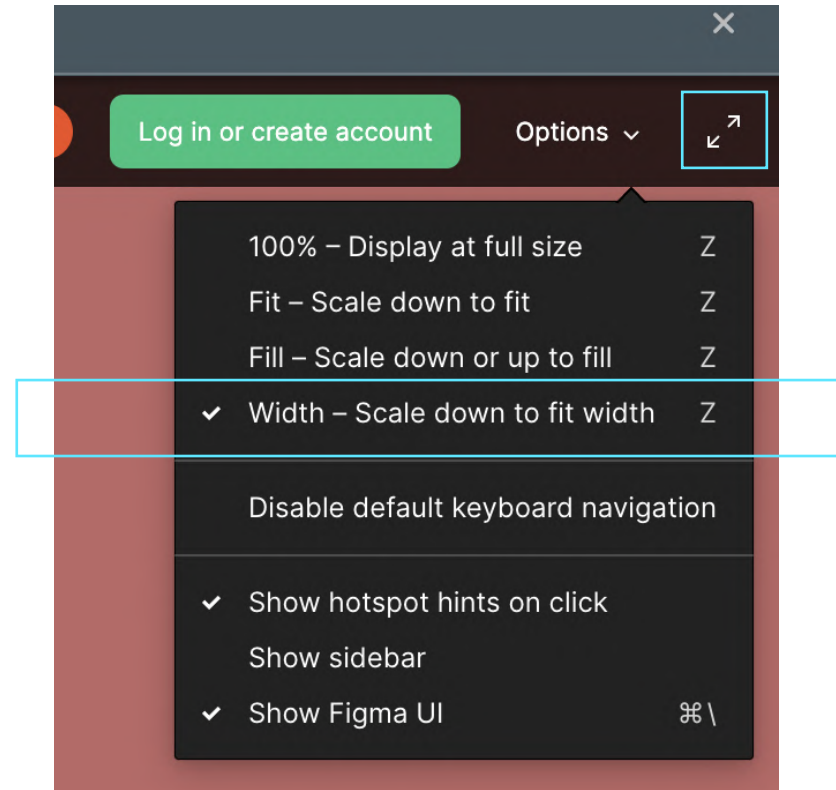 Log in or create account Options
100% – Display at full size Z
Fit – Scale down to fit Z
Fill – Scale down or up to fill Z
Width – Scale down to fit width Z
Disable default keyboard navigation
Show hotspot hints on click
Show sidebar
Show Figma UI ⌘\